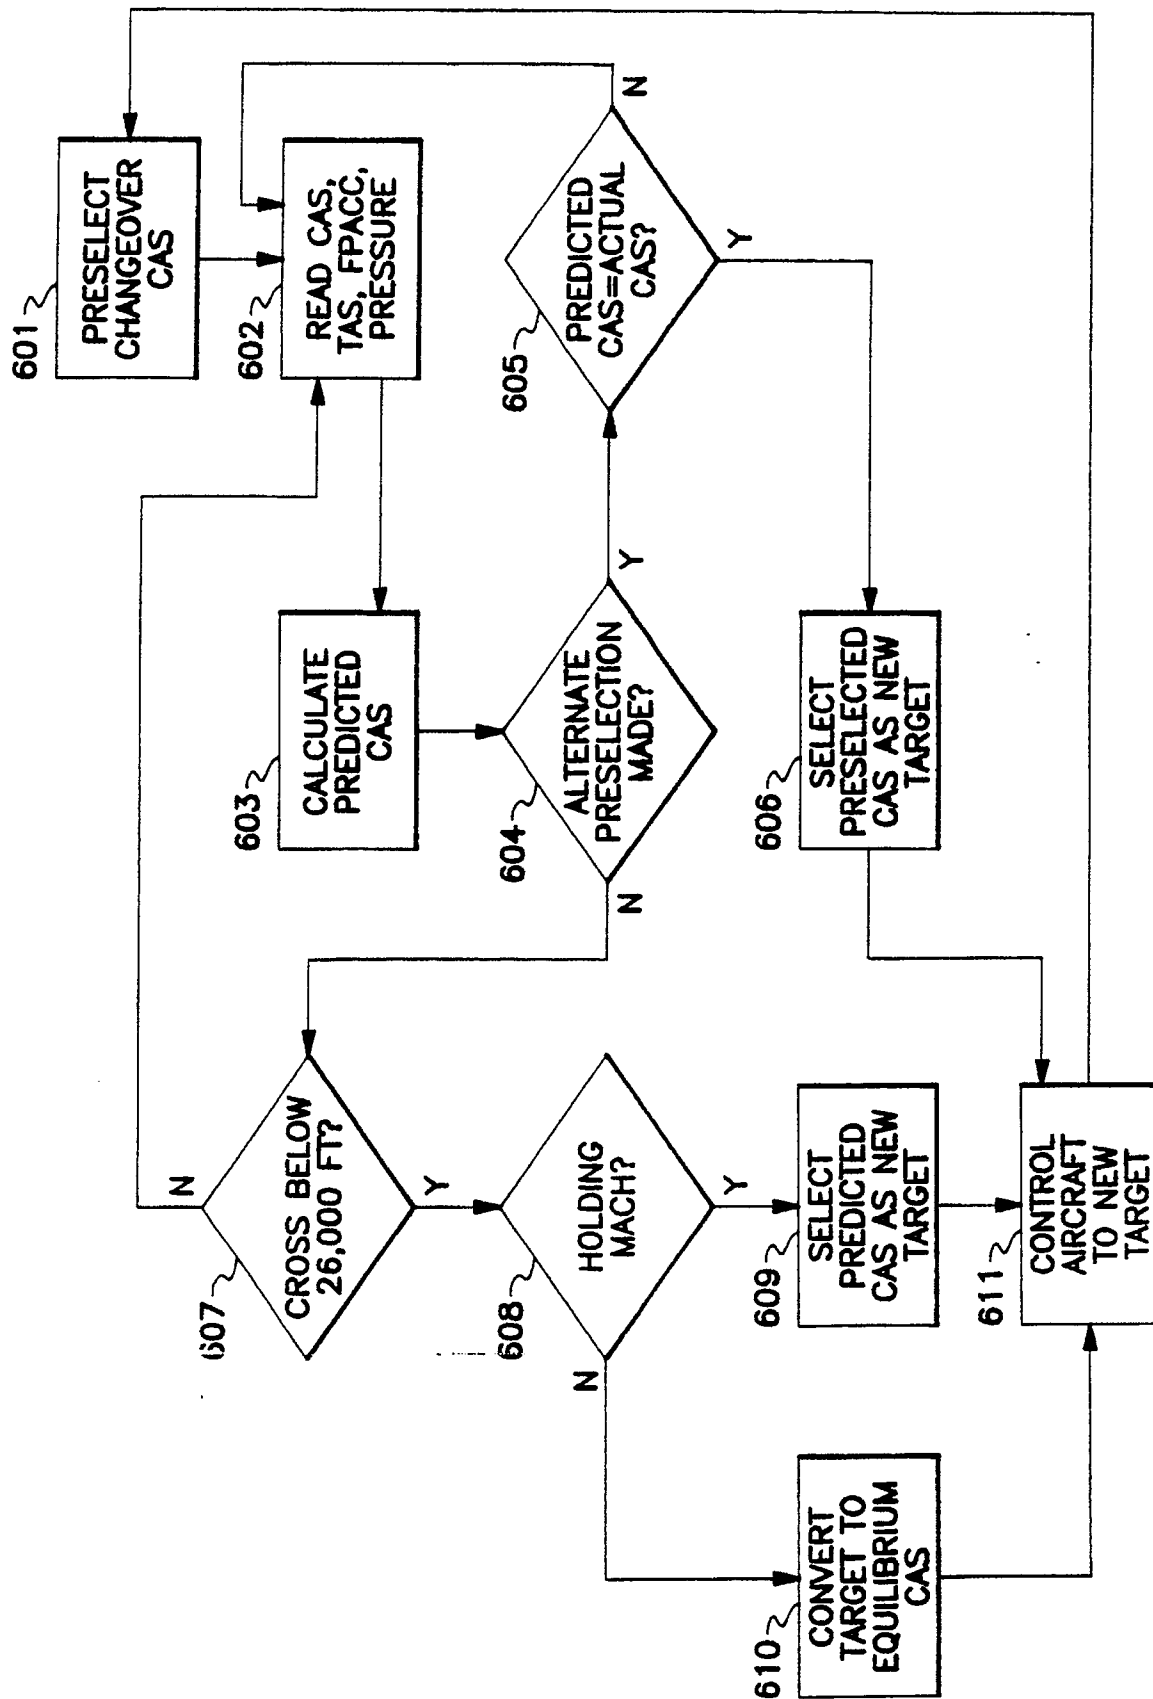 601
PRESELECT
CHANGEOVER
CAS
602
READ CAS,
TAS, FPACC,
PRESSURE
603
CALCULATE
PREDICTED
CAS
604
ALTERNATE
PRESELECTION
MADE?
Y
N
605
PREDICTED
CAS=ACTUAL
CAS?
N
Y
606
SELECT
PRESELECTED
CAS AS NEW
TARGET
607
CROSS BELOW
26,000 FT?
N
Y
608
HOLDING
MACH?
N
Y
609
SELECT
PREDICTED
CAS AS NEW
TARGET
610
CONVERT
TARGET TO
EQUILIBRIUM
CAS
611
CONTROL
AIRCRAFT
TO NEW
TARGET